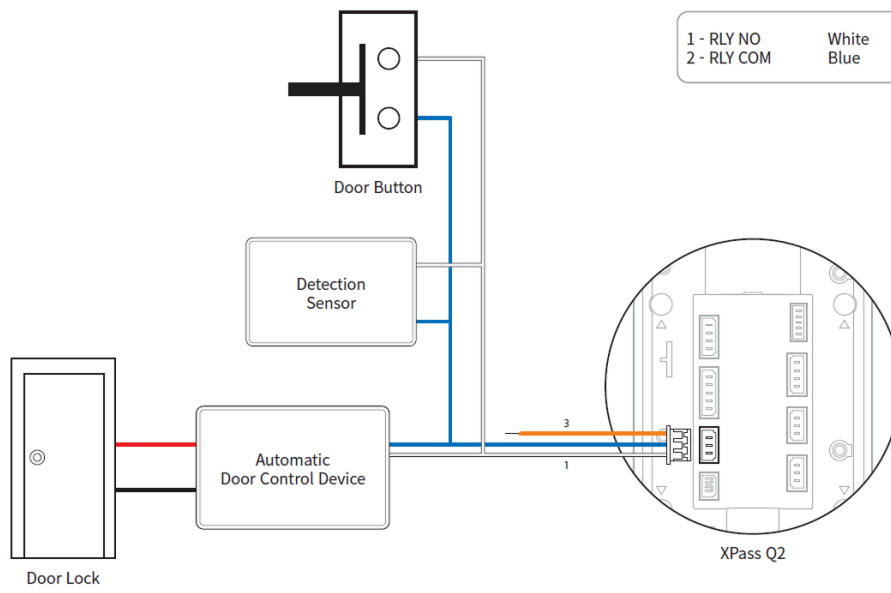 1 - RLY NO White
2 - RLY COM Blue
Door Button
Detection
Sensor
3
Automatic
Door Control Device
1
XPass Q2
Door Lock